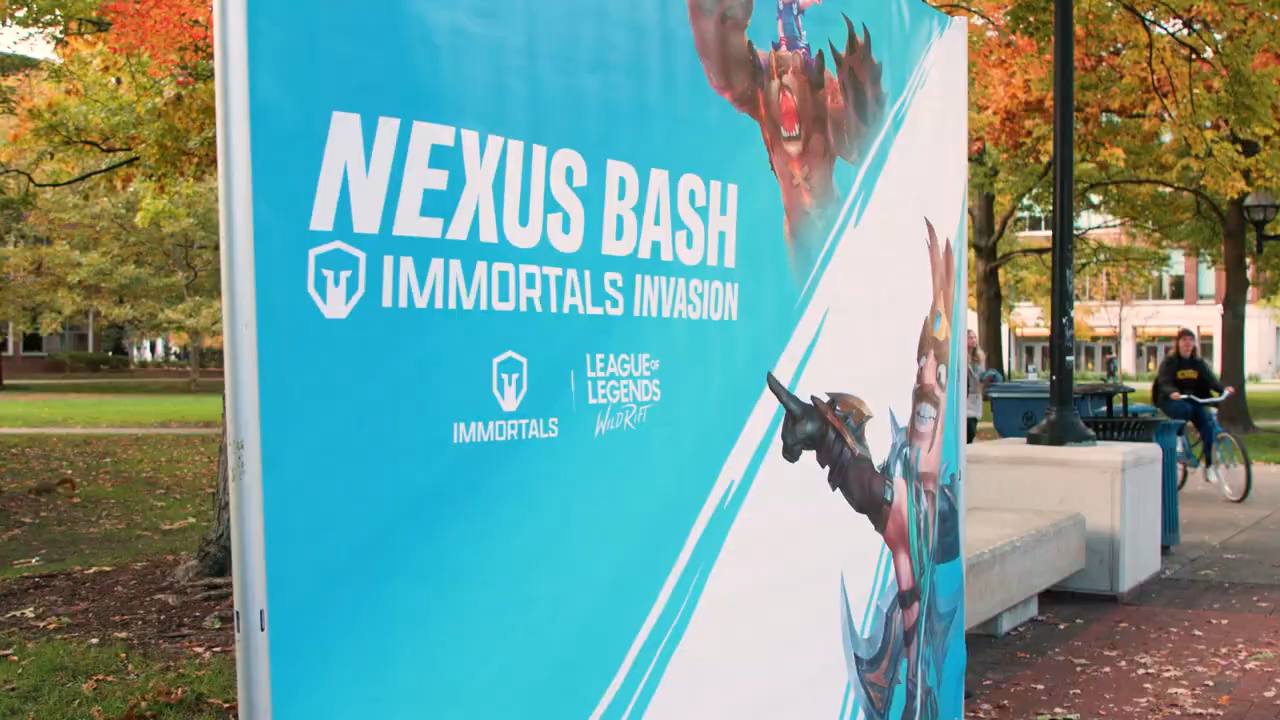 NEXUS BASH
IMMORTALS INVASION
IMMORTALS
LEAGUE OF
LEGENDS
WILD RIFT